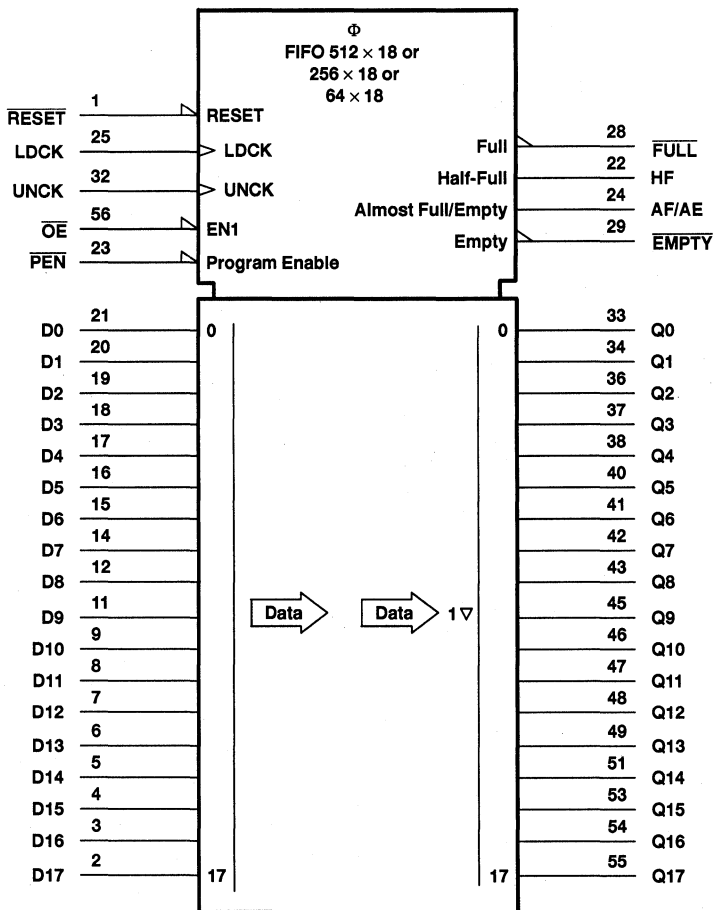 Φ
FIFO 512 × 18 or
256 × 18 or
64 × 18
RESET 1 RESET
LDCK 25 LDCK
UNCK 32 UNCK
OE 56 EN1
PEN 23 Program Enable
Full 28 FULL
Half-Full 22 HF
Almost Full/Empty 24 AF/AE
Empty 29 EMPTY
D0 21 0 0 33 Q0
D1 20 34 Q1
D2 19 36 Q2
D3 18 37 Q3
D4 17 38 Q4
D5 16 40 Q5
D6 15 41 Q6
D7 14 42 Q7
D8 12 43 Q8
D9 11 Data Data 1 ▽ 45 Q9
D10 9 46 Q10
D11 8 47 Q11
D12 7 48 Q12
D13 6 49 Q13
D14 5 51 Q14
D15 4 53 Q15
D16 3 54 Q16
D17 2 17 17 55 Q17